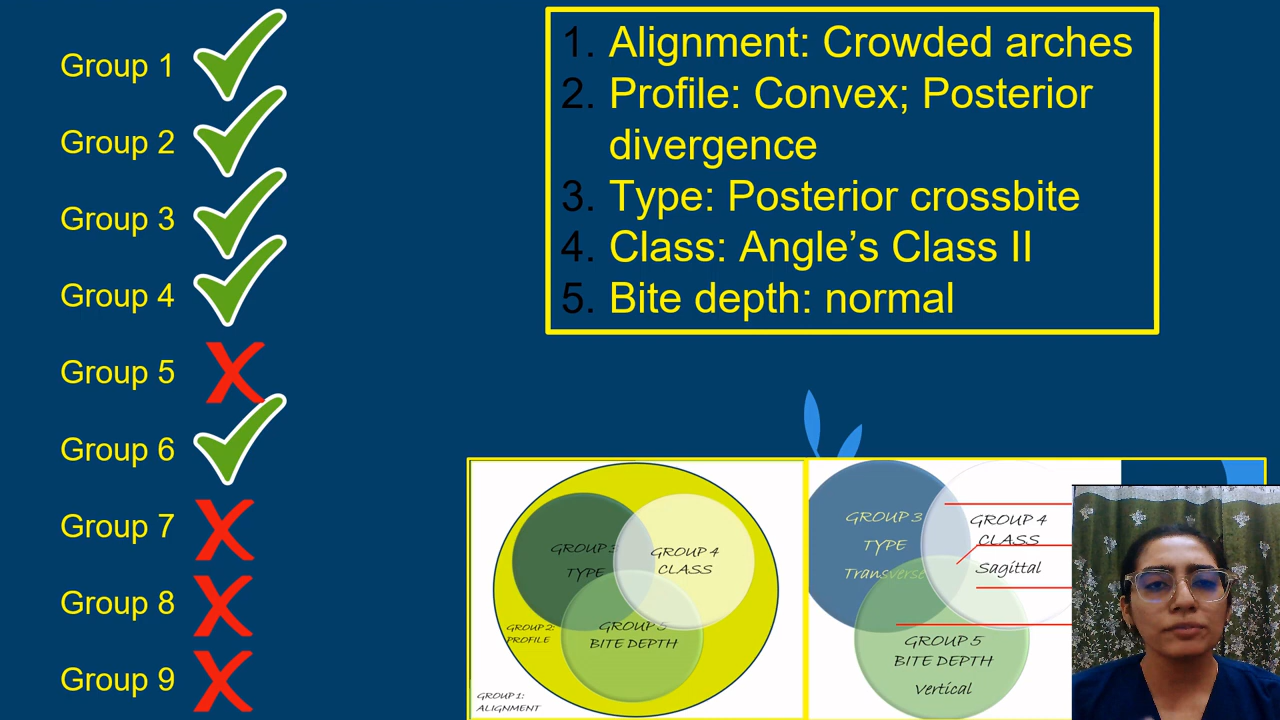 Group 1
Group 2
Group 3
Group 4
Group 5
Group 6
Group 7
Group 8
Group 9
1. Alignment: Crowded arches
2. Profile: Convex; Posterior
divergence
3. Type: Posterior crossbite
4. Class: Angle’s Class II
5. Bite depth: normal
GROUP 3
TYPE
GROUP 4
CLASS
GROUP 5
BITE DEPTH
GROUP 2:
PROFILE
GROUP 1:
ALIGNMENT
GROUP 3
TYPE
Transverse
GROUP 4
CLASS
Sagittal
GROUP 5
BITE DEPTH
Vertical